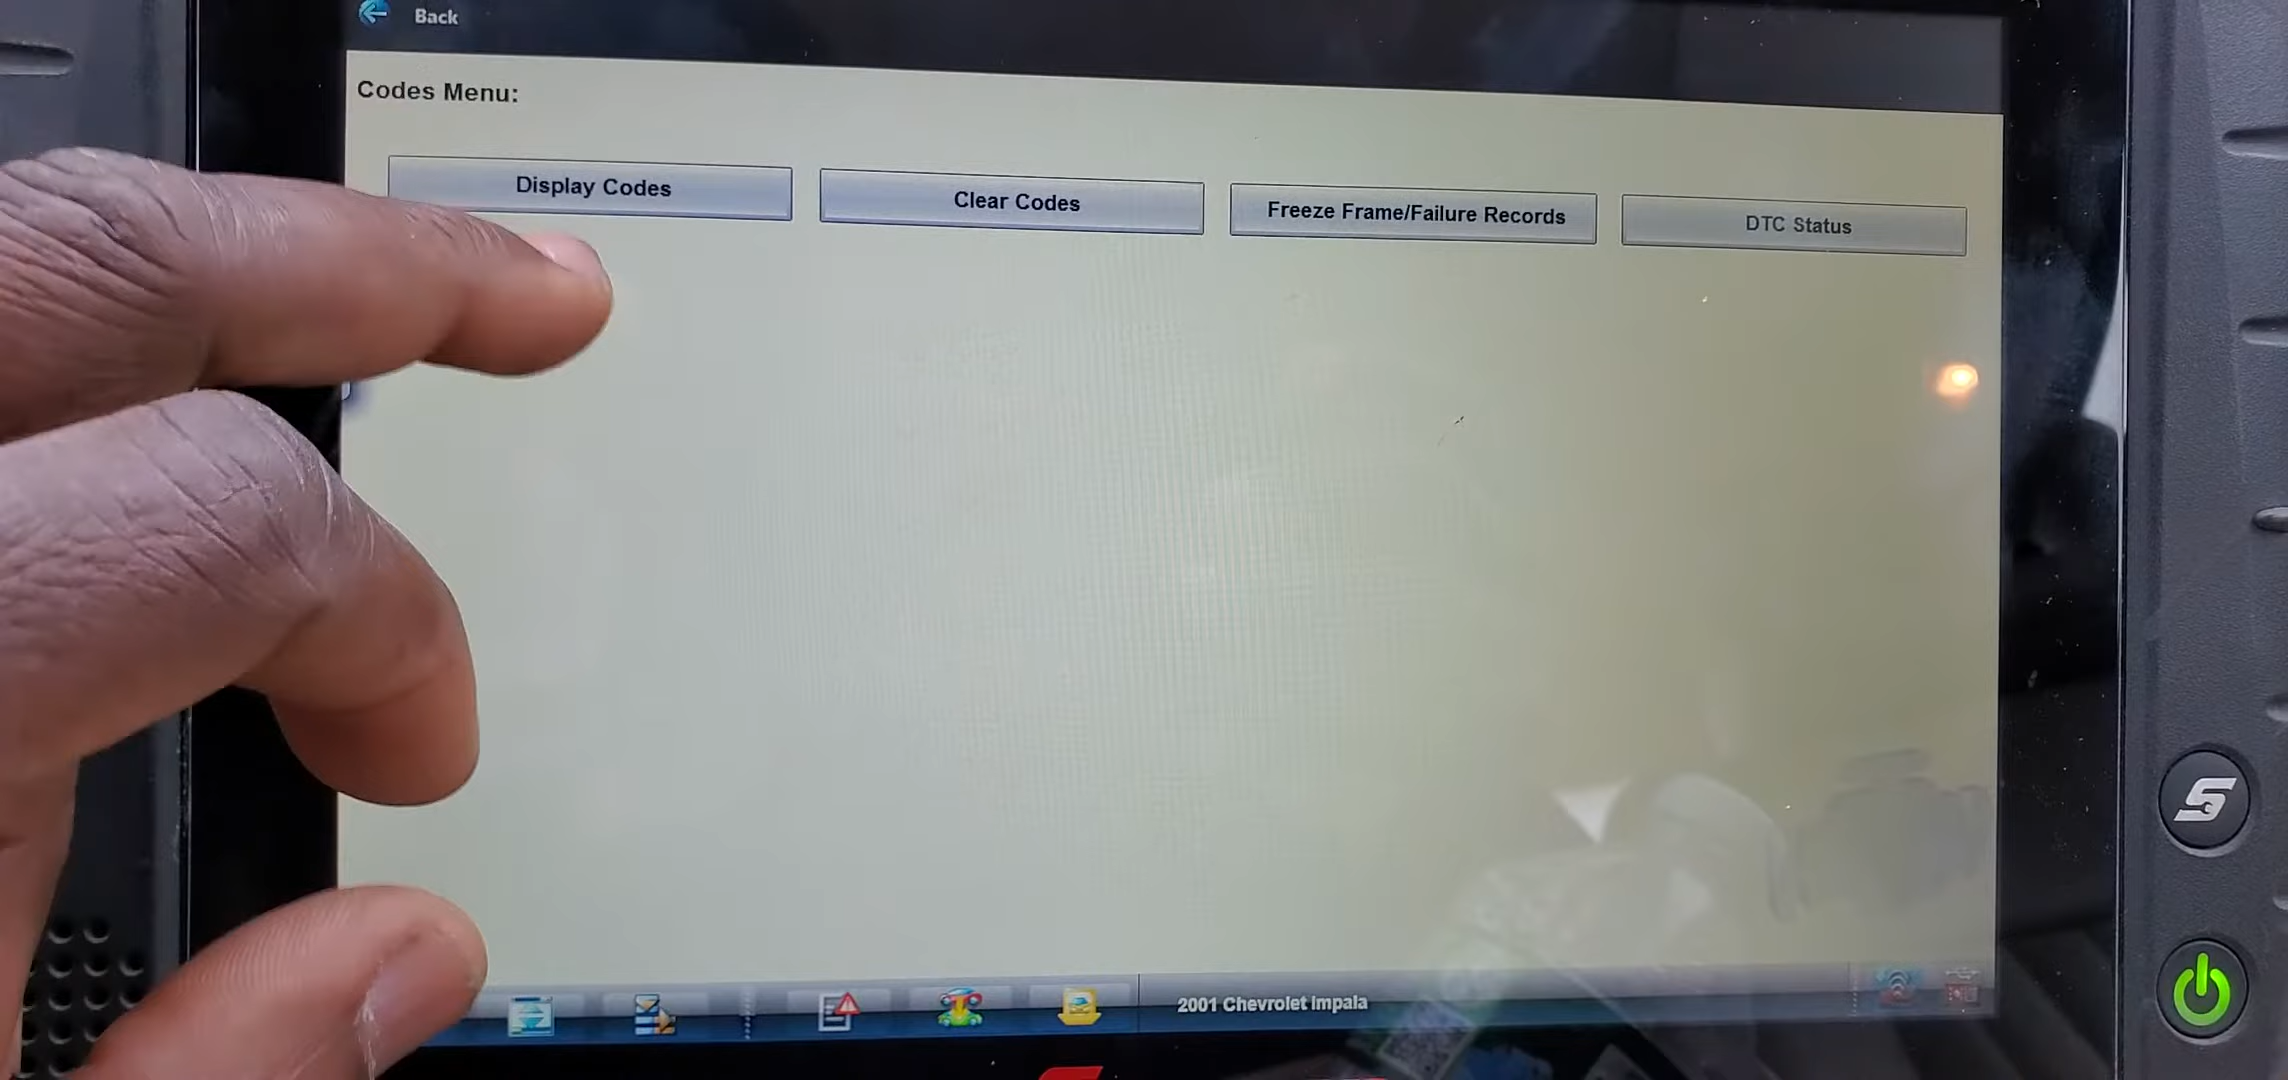 Back
Codes Menu:
Display Codes
Clear Codes
Freeze Frame/Failure Records
DTC Status
2001 Chevrolet Impala